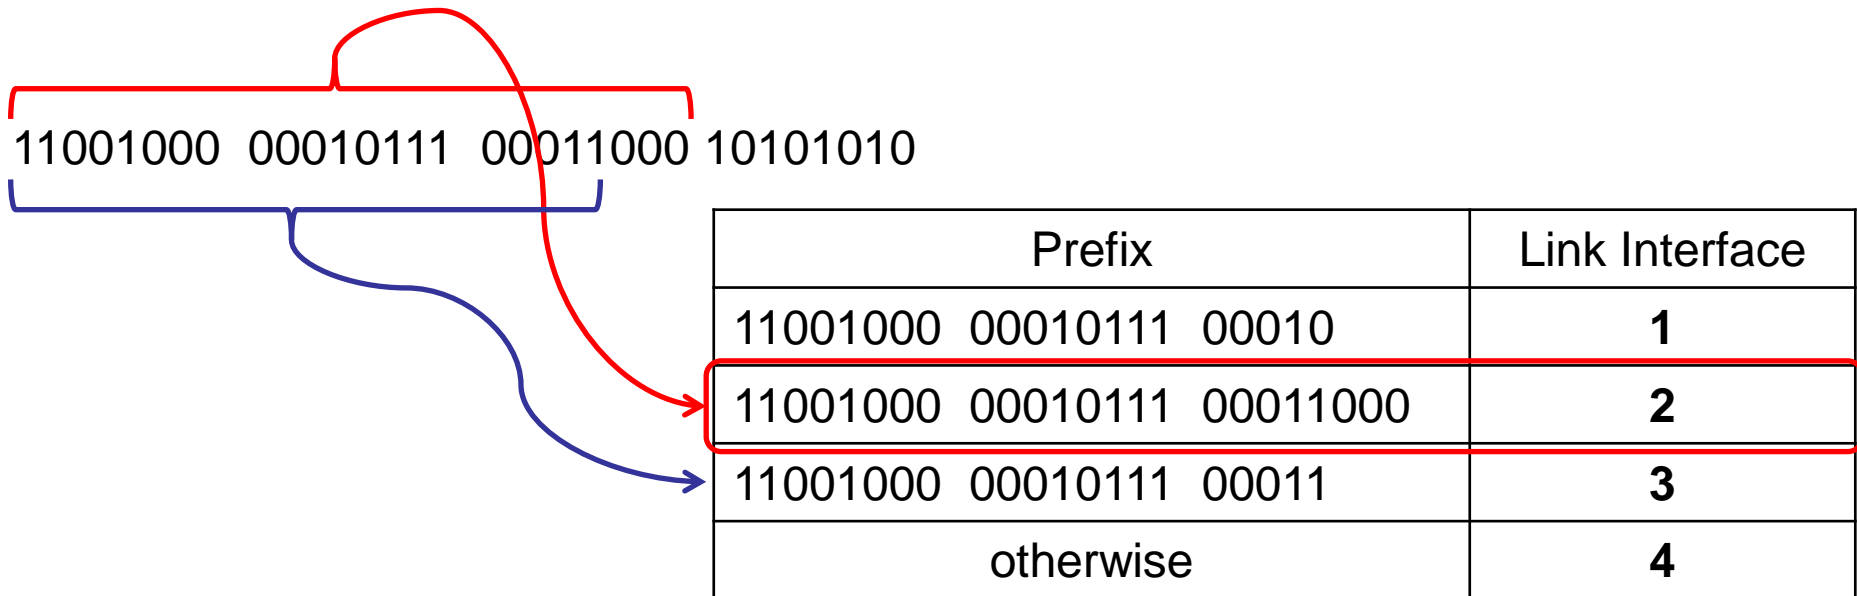 11001000 00010111 00011000 10101010
Prefix Link Interface
11001000 00010111 00010 1
11001000 00010111 00011000 2
11001000 00010111 00011 3
otherwise 4